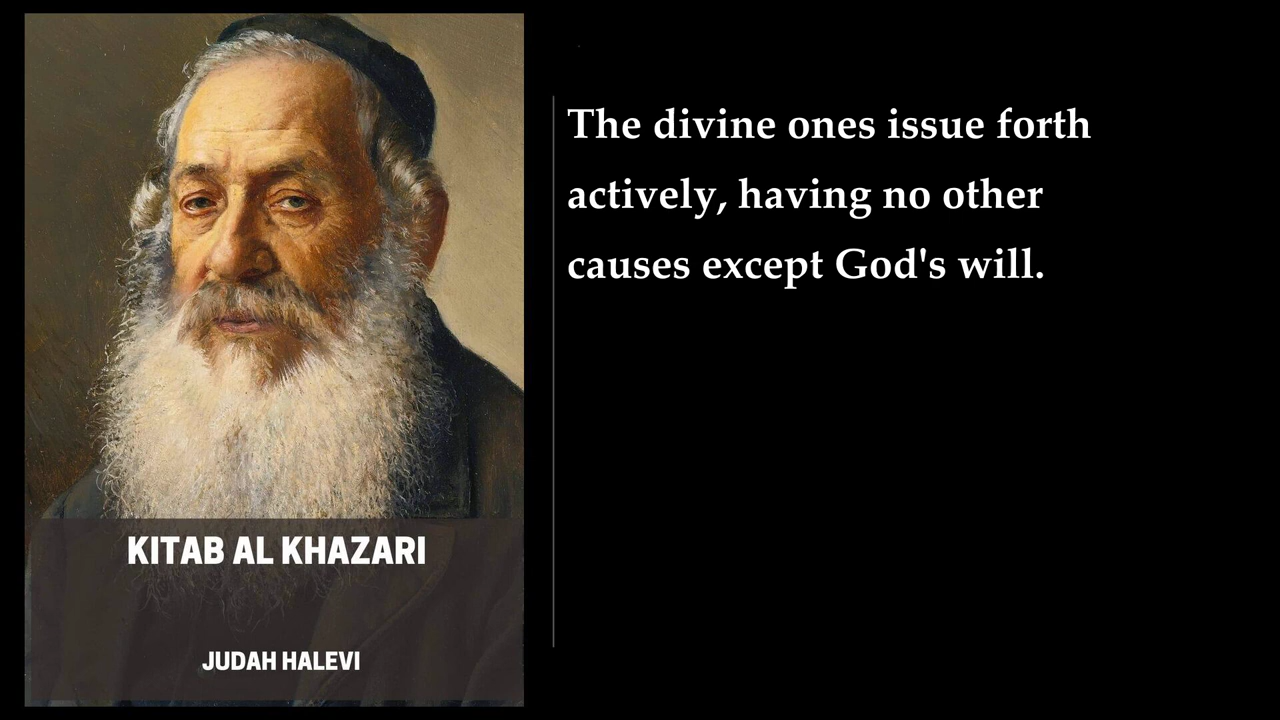 The divine ones issue forth
actively, having no other
causes except God's will.
KITAB AL KHAZARI
JUDAH HALEVI